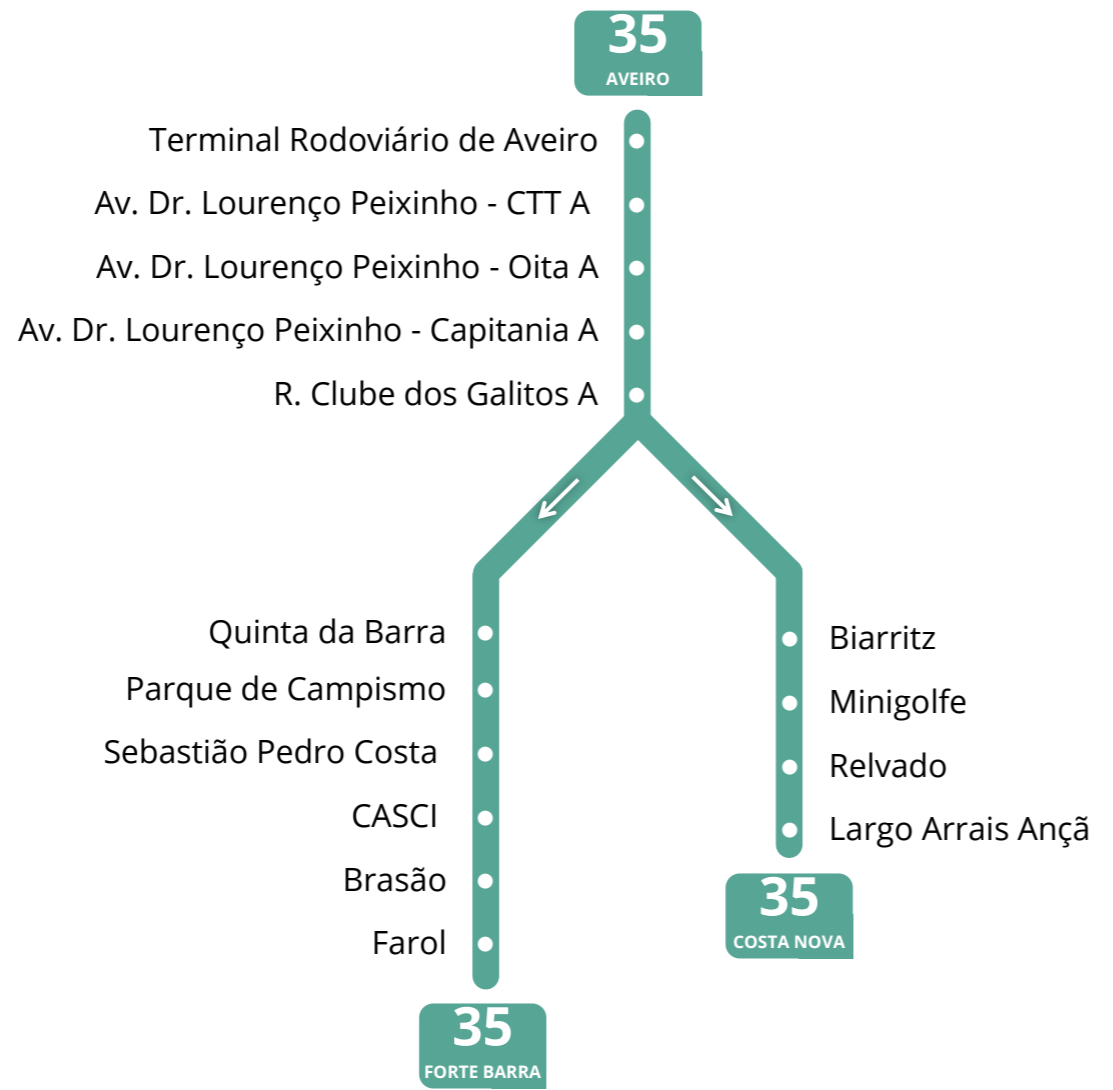 35
AVEIRO
Terminal Rodoviário de Aveiro
Av. Dr. Lourenço Peixinho - CTT A
Av. Dr. Lourenço Peixinho - Oita A
Av. Dr. Lourenço Peixinho - Capitania A
R. Clube dos Galitos A
Quinta da Barra
Parque de Campismo
Sebastião Pedro Costa
CASCI
Brasão
Farol
35
FORTE BARRA
Biarritz
Minigolfe
Relvado
Largo Arrais Ançã
35
COSTA NOVA